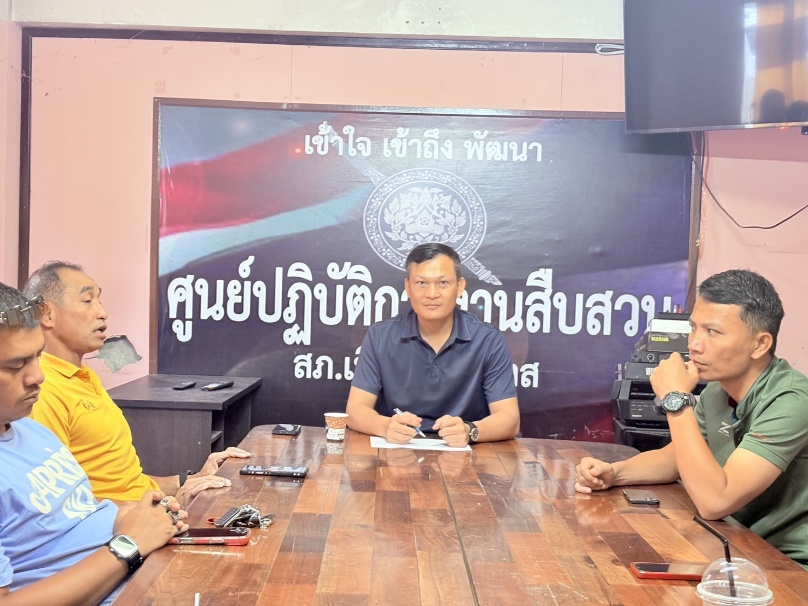 เข้าใจ เข้าถึง พัฒนา
ศูนย์ปฏิบัติก านสืบสวน
สภ.เ อส